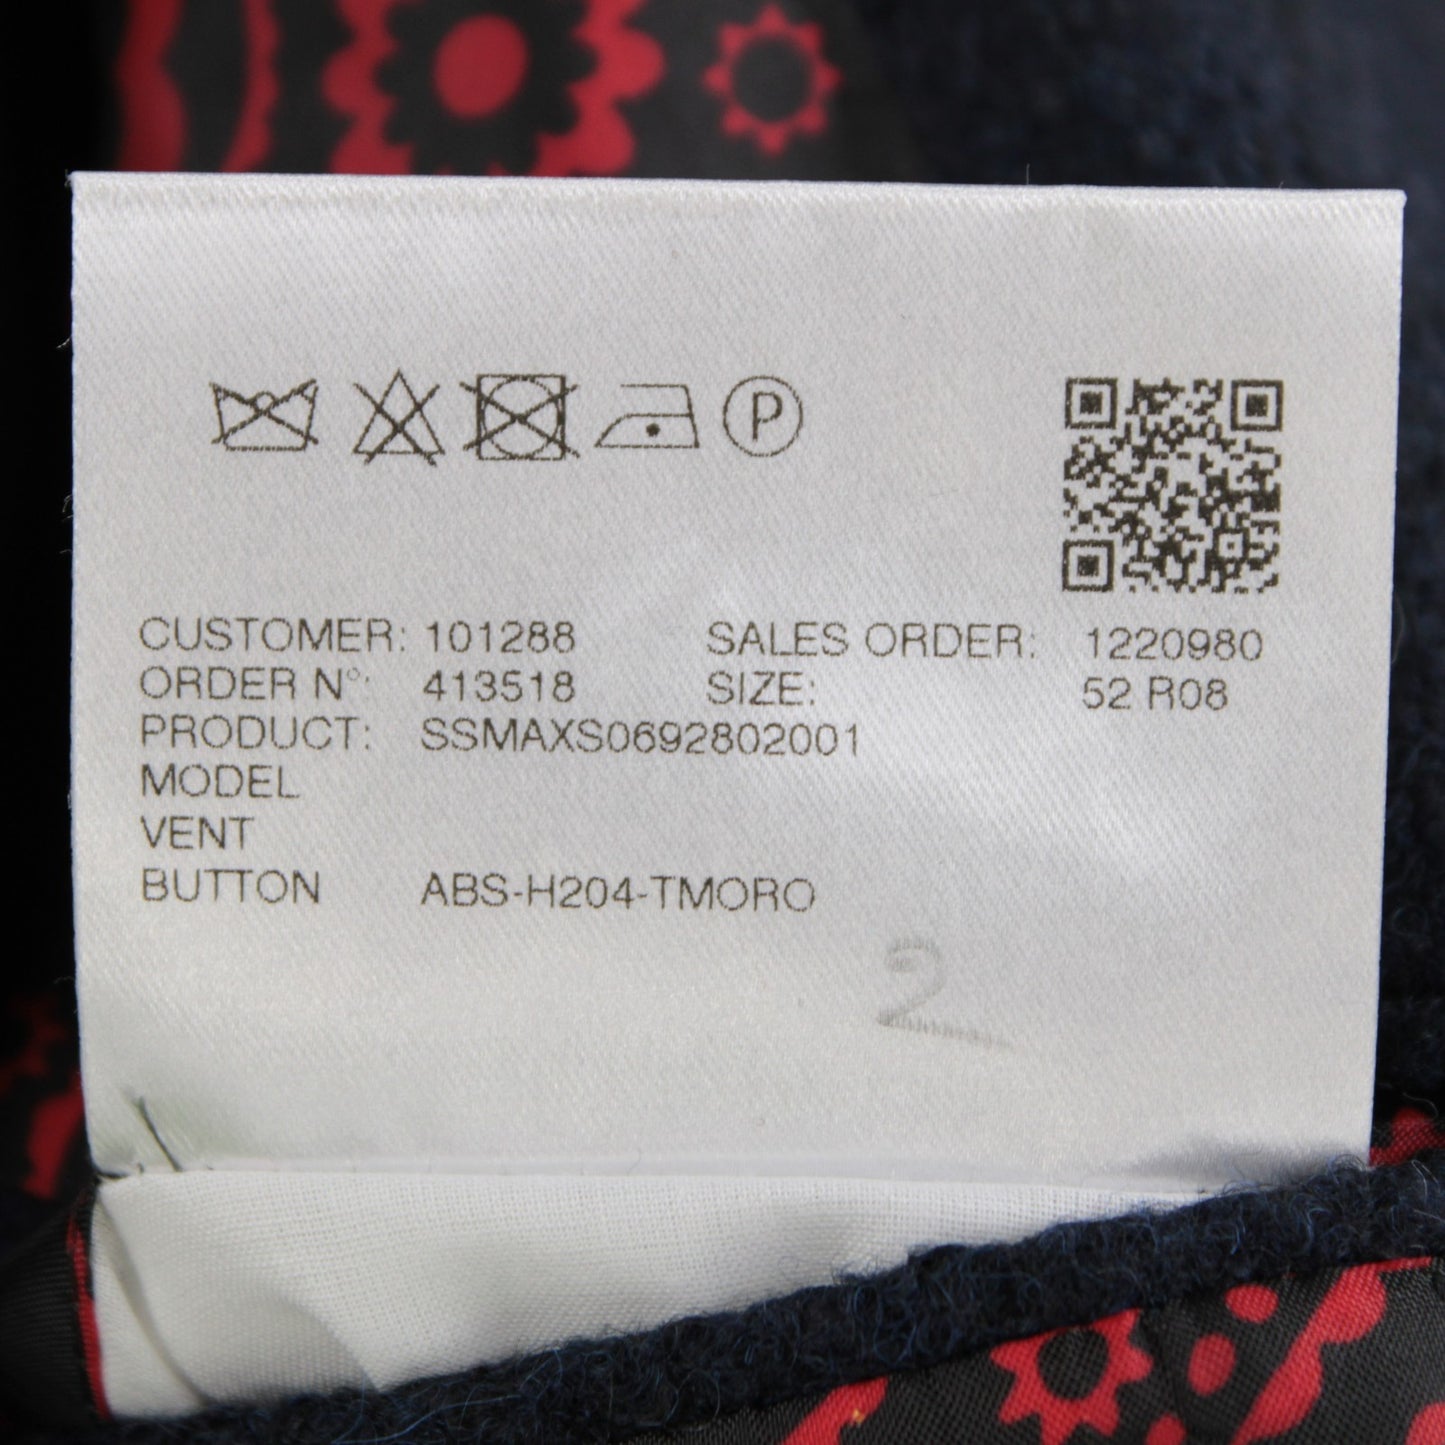 P
CUSTOMER: 101288 SALES ORDER: 1220980
ORDER N°: 413518 SIZE: 52 R08
PRODUCT: SSMAXS0692802001
MODEL
VENT
BUTTON ABS-H204-TMORO
2